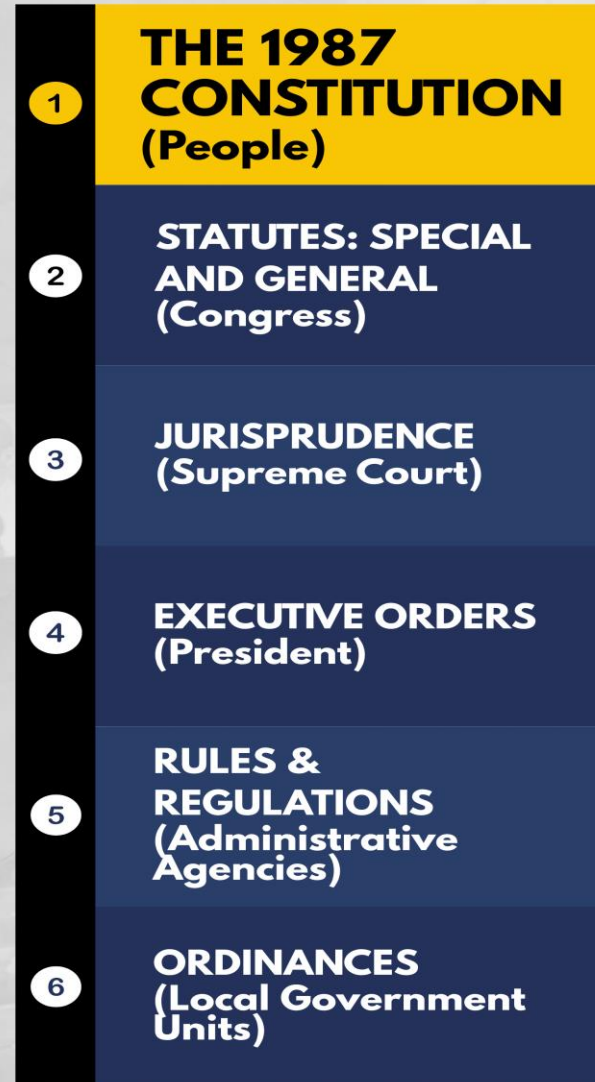 1
THE 1987
CONSTITUTION
(People)
2
STATUTES: SPECIAL
AND GENERAL
(Congress)
3
JURISPRUDENCE
(Supreme Court)
4
EXECUTIVE ORDERS
(President)
5
RULES &
REGULATIONS
(Administrative
Agencies)
6
ORDINANCES
(Local Government
Units)